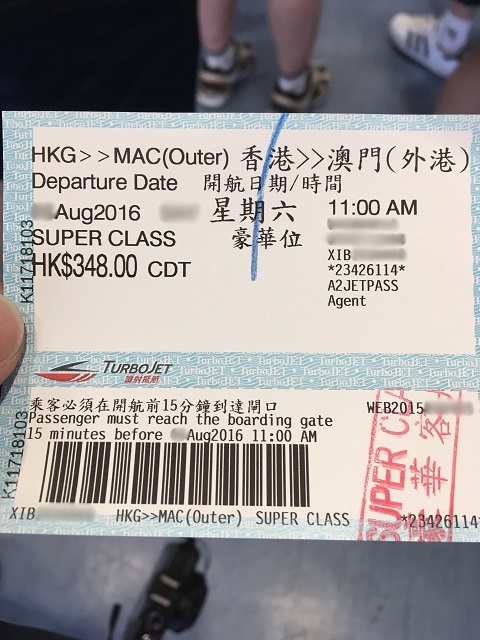 HKG>>MAC(Outer) 香港>>澳門(外港)
Departure Date 開航日期/時間
Aug2016 星期六 11:00 AM
SUPER CLASS 豪華位
XIB
HK$348.00 CDT
*23426114*
A2JETPASS
Agent
K11718103
TURBOJET
噴射飛航
乘客必須在開航前15分鐘到達閘口
WEB2015
Passenger must reach the boarding gate
15 minutes before Aug2016 11:00 AM
K11718103
SUPER
豪華客
XIB HKG>>MAC(Outer) SUPER CLASS *23426114*